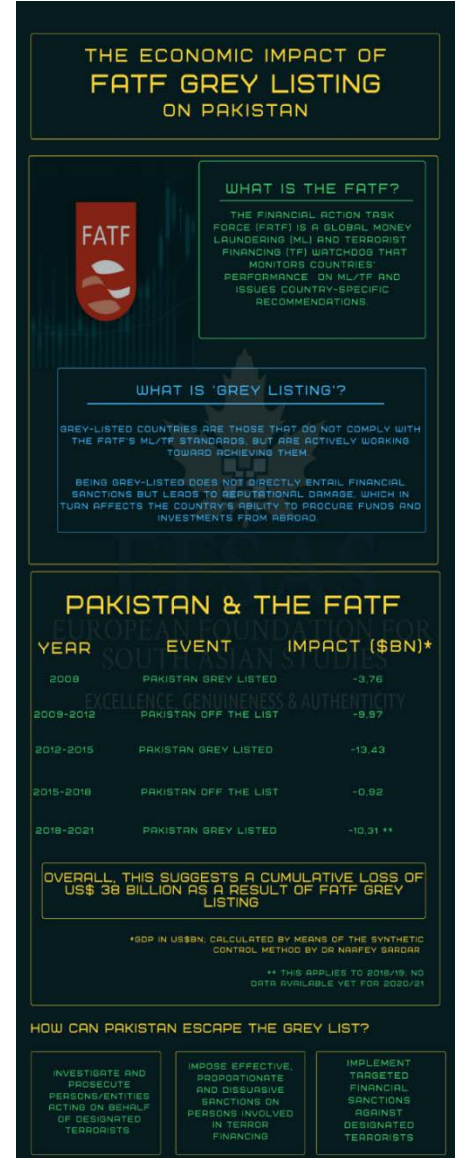 THE ECONOMIC IMPACT OF
FATF GREY LISTING
ON PAKISTAN
FATF
WHAT IS THE FATF?
THE FINANCIAL ACTION TASK
FORCE (FATF) IS A GLOBAL MONEY
LAUNDERING (ML) AND TERRORIST
FINANCING (TF) WATCHDOG THAT
MONITORS COUNTRIES'
PERFORMANCE ON ML/TF AND
ISSUES COUNTRY-SPECIFIC
RECOMMENDATIONS.
WHAT IS 'GREY LISTING'?
GREY-LISTED COUNTRIES ARE THOSE THAT DO NOT COMPLY WITH
THE FATF'S ML/TF STANDARDS, BUT ARE ACTIVELY WORKING
TOWARD ACHIEVING THEM.
BEING GREY-LISTED DOES NOT DIRECTLY ENTAIL FINANCIAL
SANCTIONS BUT LEADS TO REPUTATIONAL DAMAGE, WHICH IN
TURN AFFECTS THE COUNTRY'S ABILITY TO PROCURE FUNDS AND
INVESTMENTS FROM ABROAD.
EFSAS
PAKISTAN & THE FATF
EUROPEAN FOUNDATION FOR
SOUTH ASIAN STUDIES
EXCELLENCE, GENUINENESS & AUTHENTICITY
YEAR EVENT IMPACT ($BN)*
2008 PAKISTAN GREY LISTED -3,76
2009-2012 PAKISTAN OFF THE LIST -9,97
2012-2015 PAKISTAN GREY LISTED -13,43
2015-2018 PAKISTAN OFF THE LIST -0,92
2018-2021 PAKISTAN GREY LISTED -10,31 **
OVERALL, THIS SUGGESTS A CUMULATIVE LOSS OF
US$ 38 BILLION AS A RESULT OF FATF GREY
LISTING
*GDP IN US$BN; CALCULATED BY MEANS OF THE SYNTHETIC
CONTROL METHOD BY DR NAAFEY SARDAR
** THIS APPLIES TO 2018/19; NO
DATA AVAILABLE YET FOR 2020/21
HOW CAN PAKISTAN ESCAPE THE GREY LIST?
INVESTIGATE AND
PROSECUTE
PERSONS/ENTITIES
ACTING ON BEHALF
OF DESIGNATED
TERRORISTS
IMPOSE EFFECTIVE,
PROPORTIONATE
AND DISSUASIVE
SANCTIONS ON
PERSONS INVOLVED
IN TERROR
FINANCING
IMPLEMENT
TARGETED
FINANCIAL
SANCTIONS
AGAINST
DESIGNATED
TERRORISTS